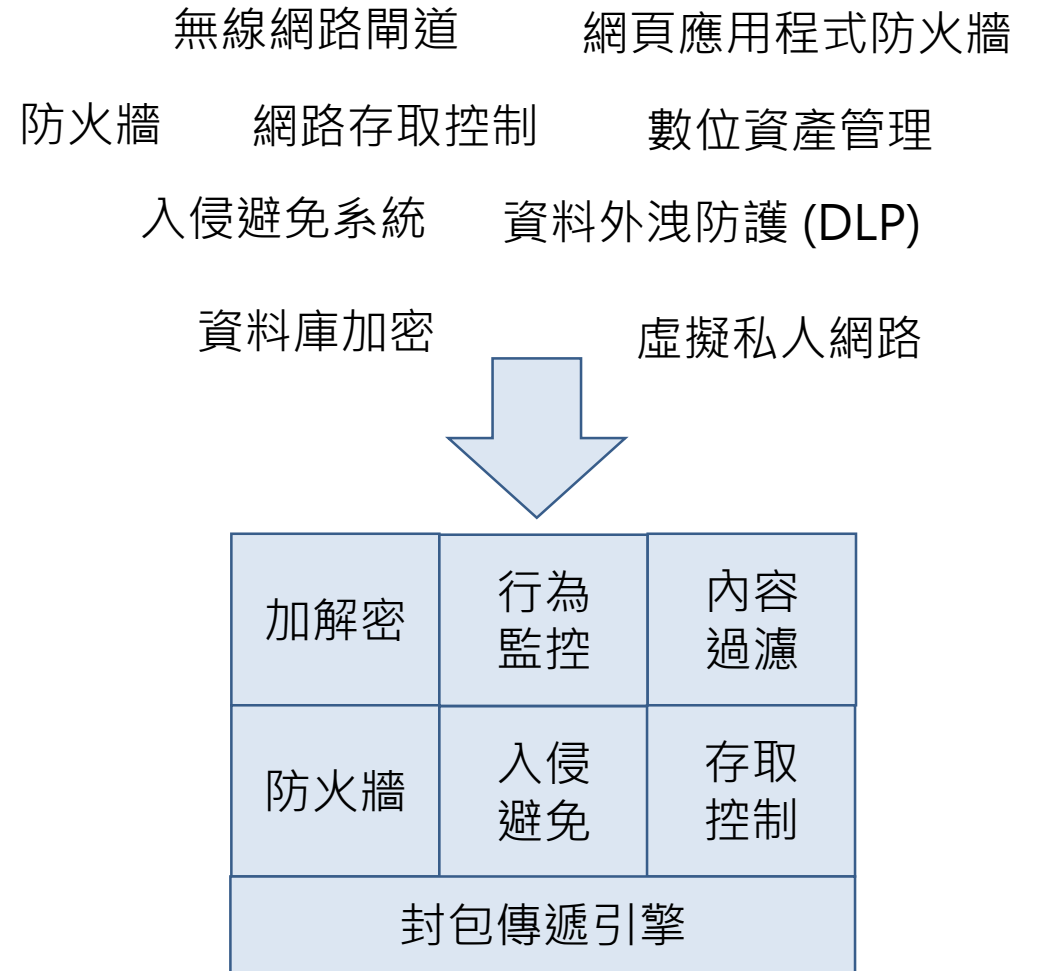 無線網路閘道
網頁應用程式防火牆
防火牆
網路存取控制
數位資產管理
入侵避免系統
資料外洩防護 (DLP)
資料庫加密
虛擬私人網路
加解密
行為
監控
內容
過濾
防火牆
入侵
避免
存取
控制
封包傳遞引擎